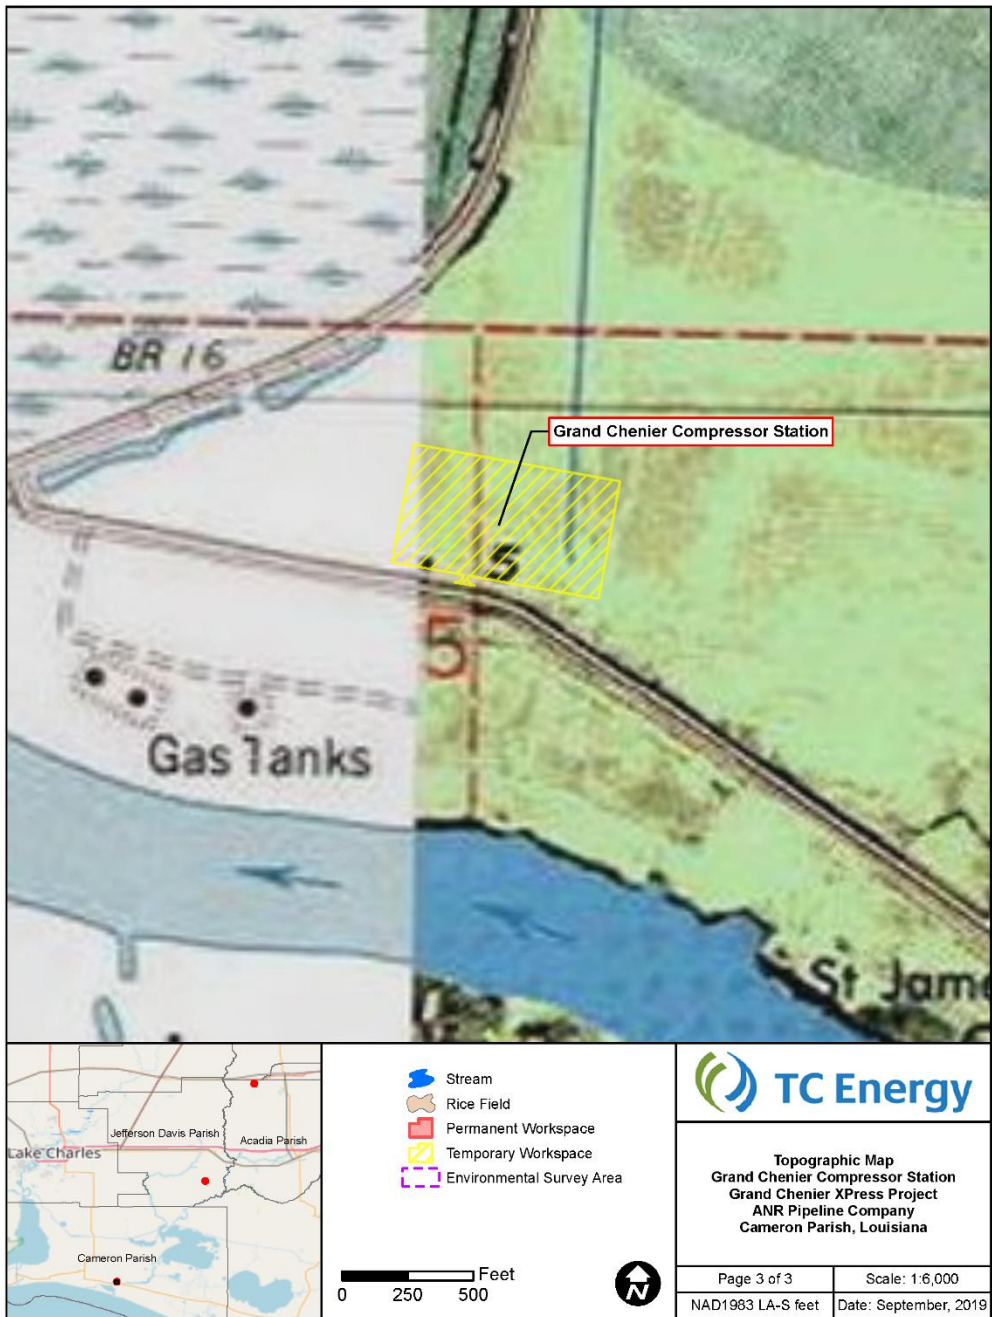 BR 16
Grand Chenier Compressor Station
S
5
Gas Tanks
St Jame
Lake Charles
Jefferson Davis Parish
Acadia Parish
Cameron Parish
Stream
Rice Field
Permanent Workspace
Temporary Workspace
Environmental Survey Area
Feet
0 250 500
N
TC Energy
Topographic Map
Grand Chenier Compressor Station
Grand Chenier XPress Project
ANR Pipeline Company
Cameron Parish, Louisiana
Page 3 of 3
Scale: 1:6,000
NAD1983 LA-S feet
Date: September, 2019